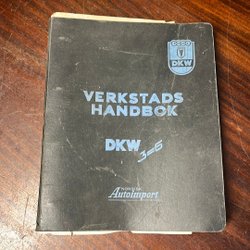 DKW
VERKSTADS
HANDBOK
DKW 3=6
Autoimport